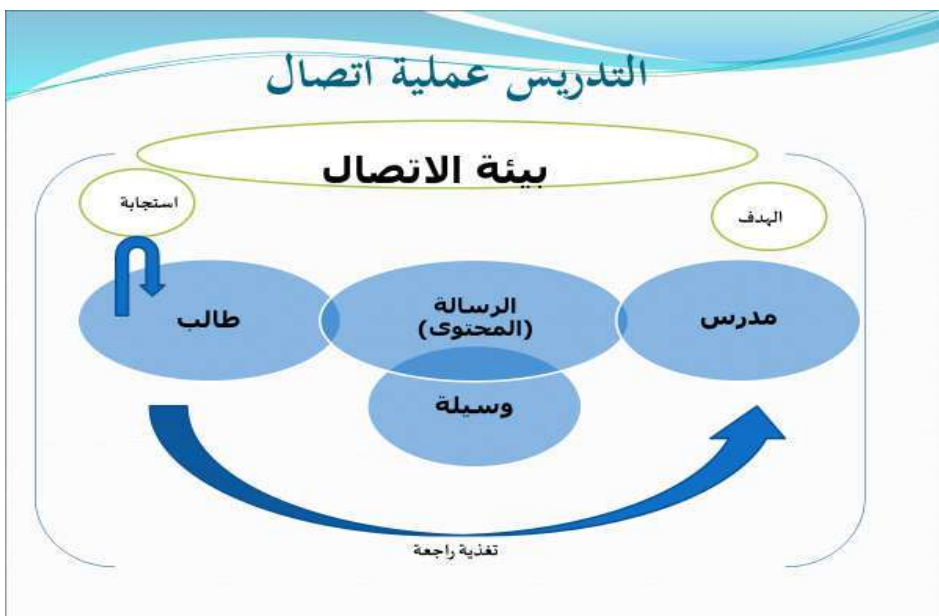 التدريس عملية اتصال
بيئة الاتصال
الهدف
استجابة
مدرس
الرسالة
(المحتوى)
طالب
وسيلة
تغذية راجعة